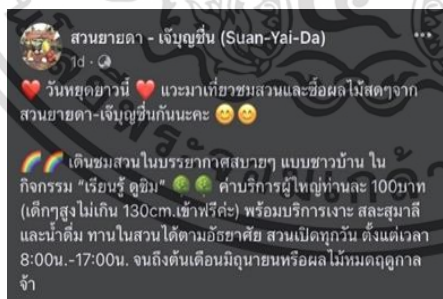 สวนยายดา - เจ๊บุญชื่น (Suan-Yai-Da)
1d
❤️ วันหยุดยาวนี้ ❤️ แวะมาเที่ยวชมสวนและซื้อผลไม้สดๆจาก
สวนยายดา-เจ๊บุญชื่นกันนะคะ 😊😊
🌈🌈 เดินชมสวนในบรรยากาศสบายๆ แบบชาวบ้าน ใน
กิจกรรม “เรียนรู้ ดูชิม” 🌳🌳 ค่าบริการผู้ใหญ่ท่านละ 100บาท
(เด็กๆสูงไม่เกิน 130cm.เข้าฟรีค่ะ) พร้อมบริการเงาะ สละสุมาลี
และน้ำดื่ม ทานในสวนได้ตามอัธยาศัย สวนเปิดทุกวัน ตั้งแต่เวลา
8:00น.-17:00น. จนถึงต้นเดือนมิถุนายนหรือผลไม้หมดฤดูกาล
จ้า